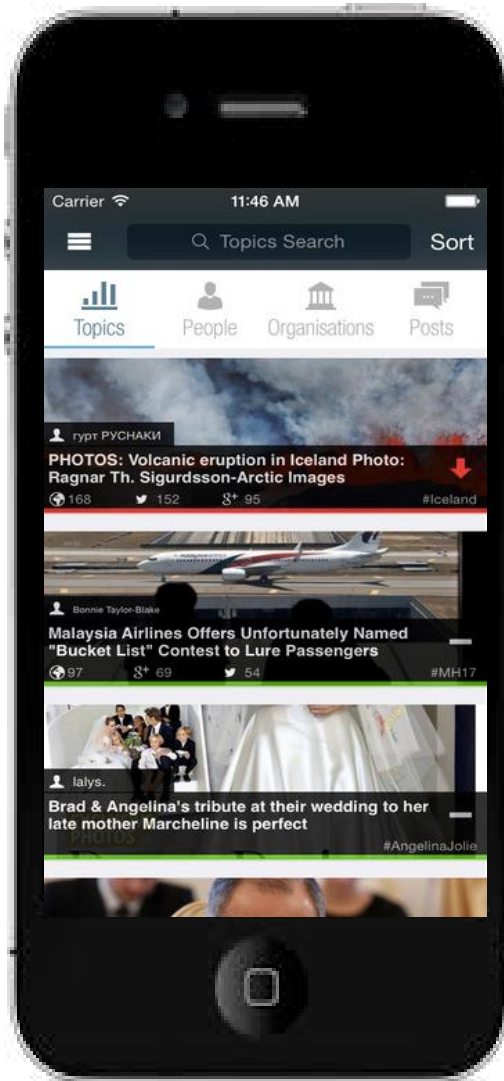 Carrier 11:46 AM
Topics Search Sort
Topics People Organisations Posts
гурт РУСНАКИ
PHOTOS: Volcanic eruption in Iceland Photo:
Ragnar Th. Sigurdsson-Arctic Images
168 152 g+ 95 #Iceland
Bonnie Taylor-Blake
Malaysia Airlines Offers Unfortunately Named
"Bucket List" Contest to Lure Passengers
97 g+ 69 54 #MH17
lalys.
Brad & Angelina's tribute at their wedding to her
late mother Marcheline is perfect
PHOTOS
#AngelinaJolie